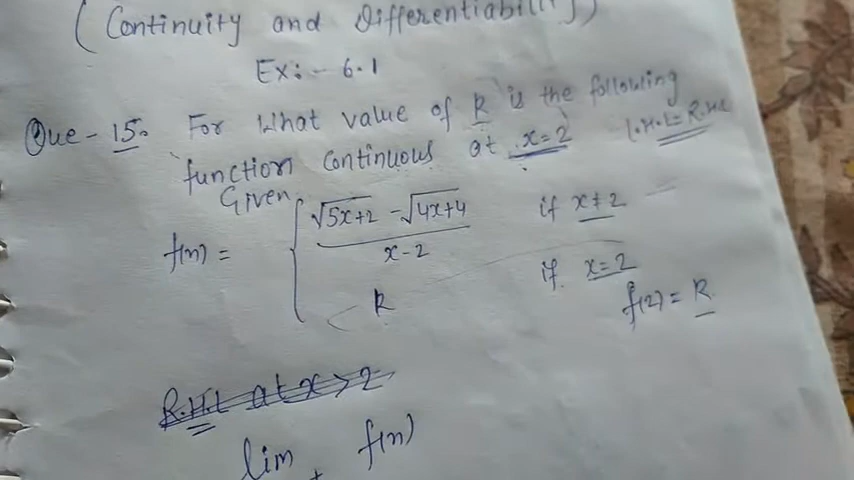 (Continuity and Differentiability)
Ex:- 6.1
Que-15. For What value of k is the following
function continuous at x=2 L.H.L=R.H.L
Given
f(x) = { √5x+2 - √4x+4 / x-2 if x≠2
k if x=2
f(2) = k
R.H.L at x>2
lim f(x)
+